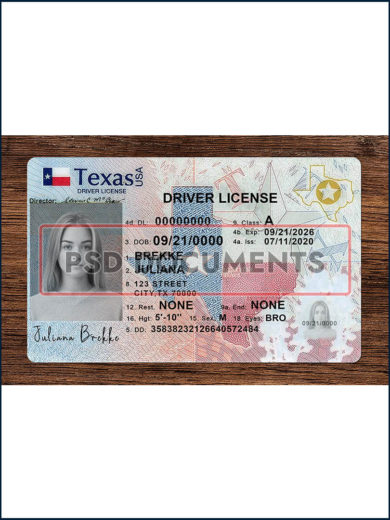 Texas USA
DRIVER LICENSE
Director:
DRIVER LICENSE
4d. DL: 00000000 9. Class: A
4b. Exp: 09/21/2026
3. DOB: 09/21/0000 4a. Iss: 07/11/2020
1. BREKKE
2. JULIANA
PSD DOCUMENTS
8. 123 STREET
CITY,TX 70000
12. Rest. NONE 9a. End: NONE
16. Hgt: 5'-10'' 15. Sex: M 18. Eyes: BRO
09/21/0000
5. DD: 35838232126640572484
Juliana Brekke